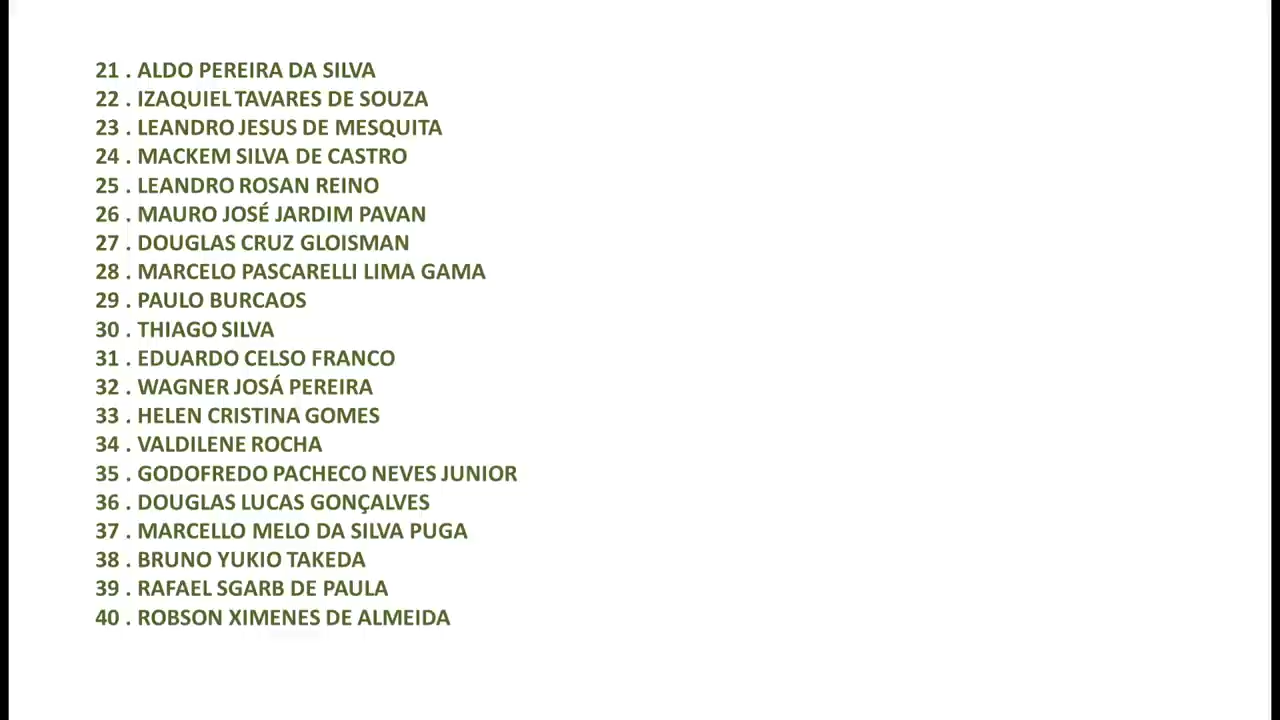 21 . ALDO PEREIRA DA SILVA
22 . IZAQUIEL TAVARES DE SOUZA
23 . LEANDRO JESUS DE MESQUITA
24 . MACKEM SILVA DE CASTRO
25 . LEANDRO ROSAN REINO
26 . MAURO JOSÉ JARDIM PAVAN
27 . DOUGLAS CRUZ GLOISMAN
28 . MARCELO PASCARELLI LIMA GAMA
29 . PAULO BURCAOS
30 . THIAGO SILVA
31 . EDUARDO CELSO FRANCO
32 . WAGNER JOSÁ PEREIRA
33 . HELEN CRISTINA GOMES
34 . VALDILENE ROCHA
35 . GODOFREDO PACHECO NEVES JUNIOR
36 . DOUGLAS LUCAS GONÇALVES
37 . MARCELLO MELO DA SILVA PUGA
38 . BRUNO YUKIO TAKEDA
39 . RAFAEL SGARB DE PAULA
40 . ROBSON XIMENES DE ALMEIDA